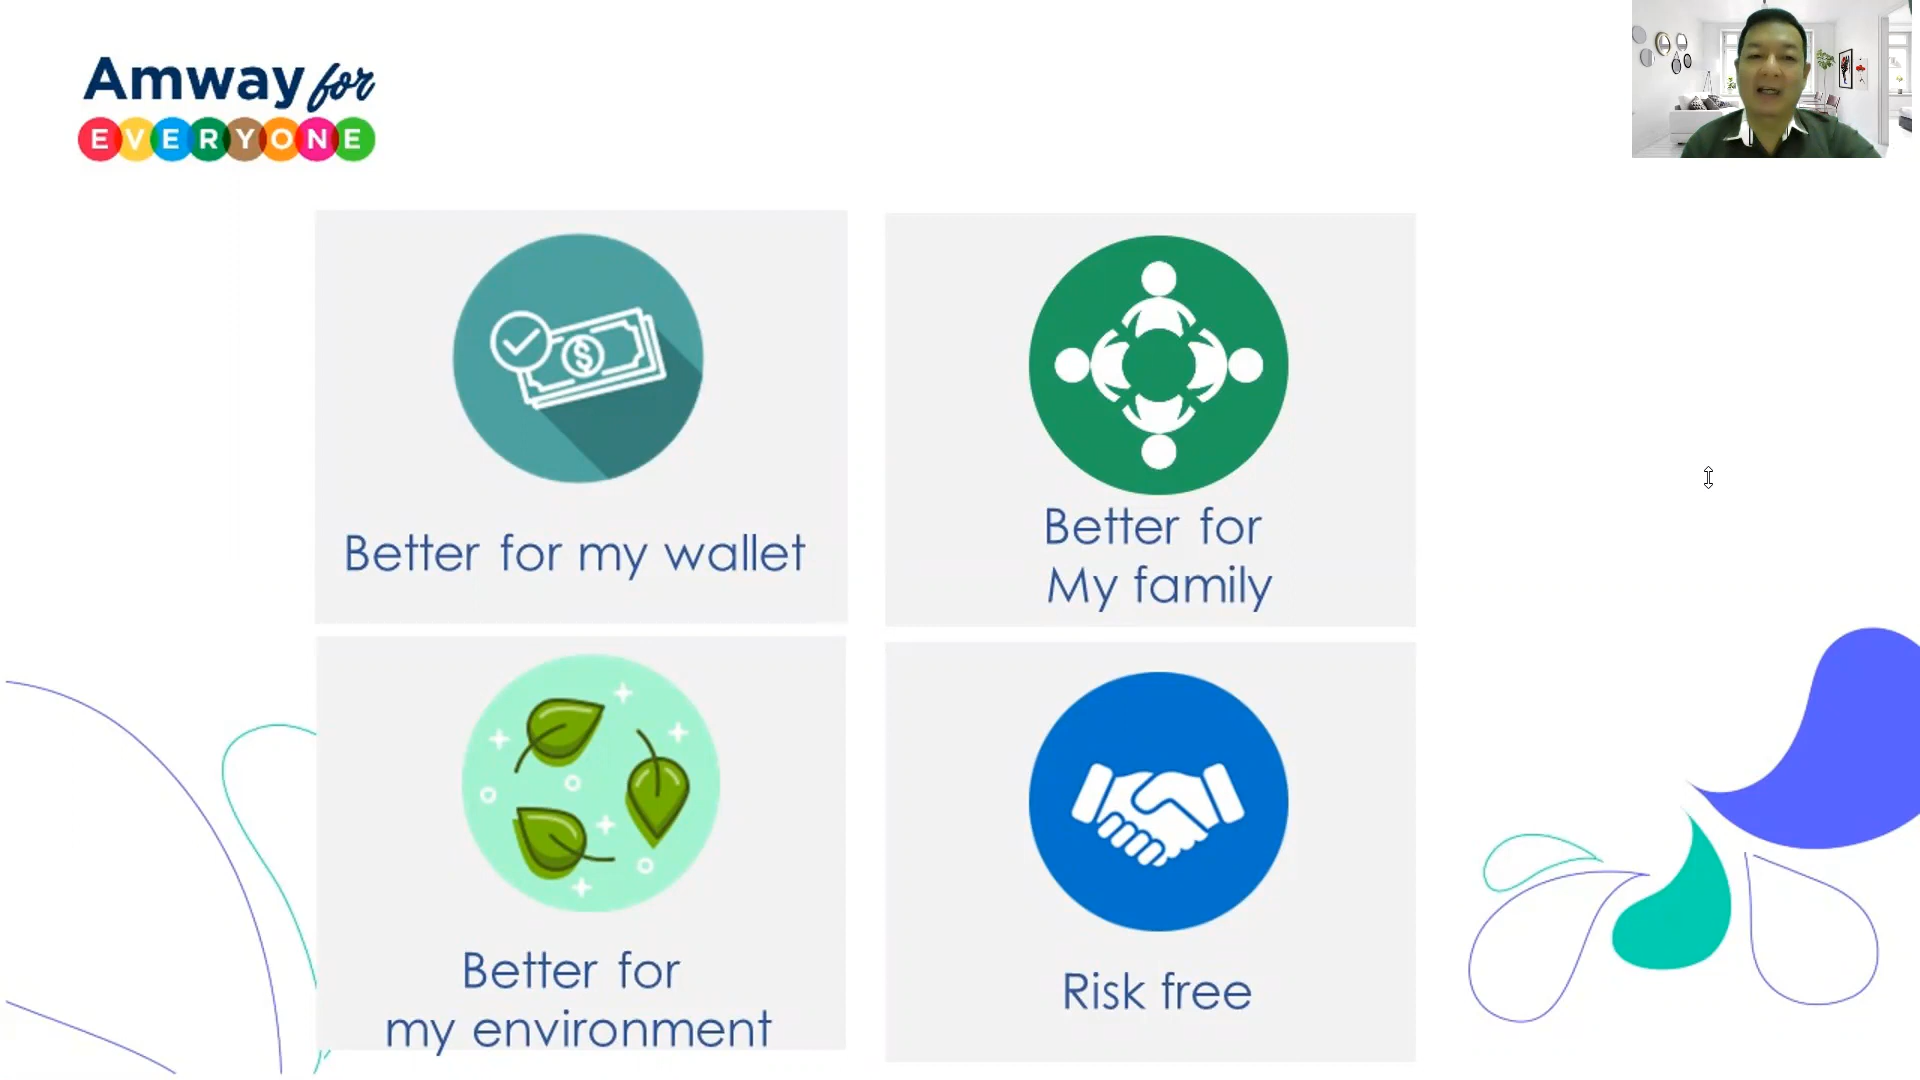 Amway for
EVERYONE
Better for my wallet
Better for
My family
Better for
my environment
Risk free